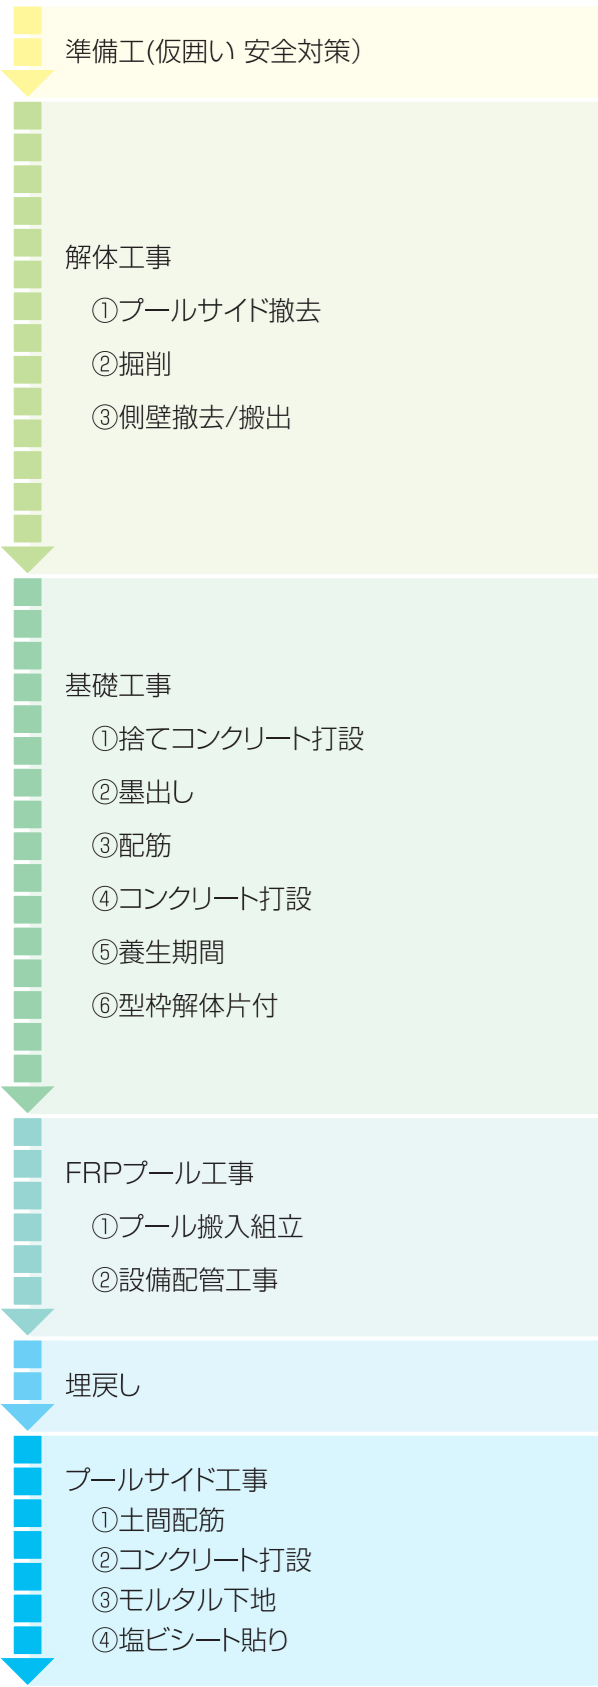 準備工(仮囲い 安全対策）
解体工事
①プールサイド撤去
②掘削
③側壁撤去/搬出
基礎工事
①捨てコンクリート打設
②墨出し
③配筋
④コンクリート打設
⑤養生期間
⑥型枠解体片付
FRPプール工事
①プール搬入組立
②設備配管工事
埋戻し
プールサイド工事
①土間配筋
②コンクリート打設
③モルタル下地
④塩ビシート貼り